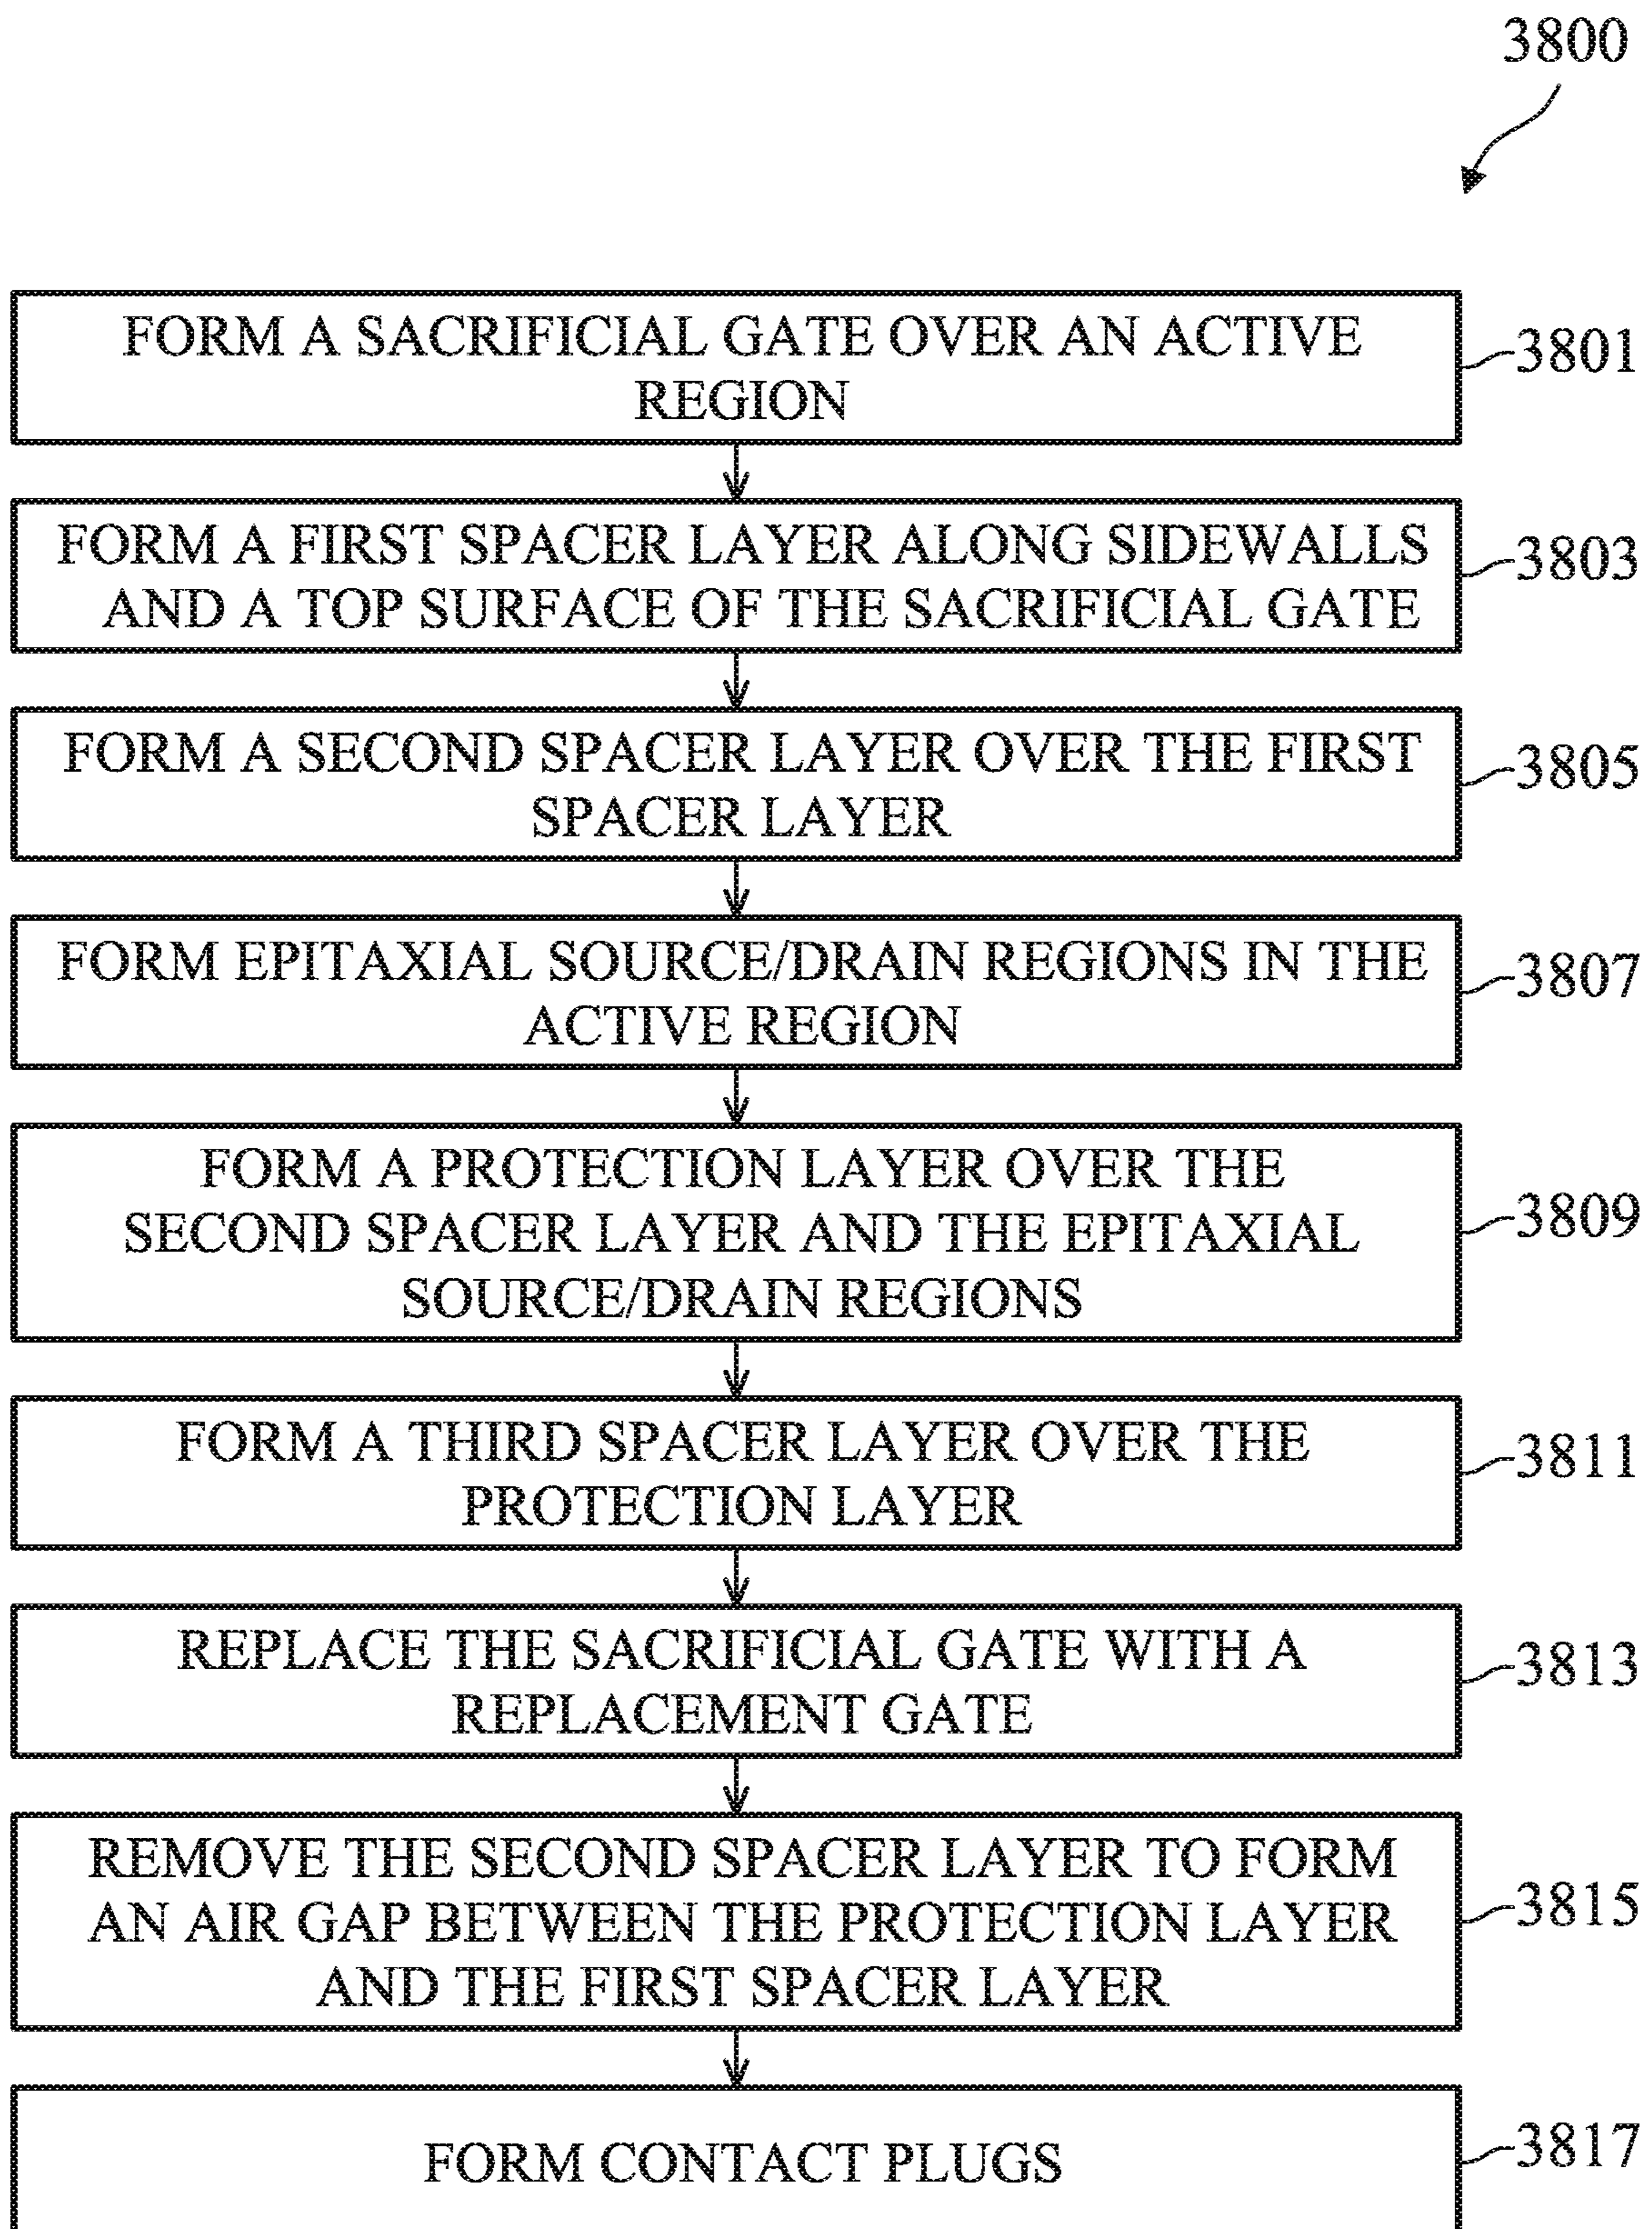 3800
FORM A SACRIFICIAL GATE OVER AN ACTIVE
REGION
3801
FORM A FIRST SPACER LAYER ALONG SIDEWALLS
AND A TOP SURFACE OF THE SACRIFICIAL GATE
3803
FORM A SECOND SPACER LAYER OVER THE FIRST
SPACER LAYER
3805
FORM EPITAXIAL SOURCE/DRAIN REGIONS IN THE
ACTIVE REGION
3807
FORM A PROTECTION LAYER OVER THE
SECOND SPACER LAYER AND THE EPITAXIAL
SOURCE/DRAIN REGIONS
3809
FORM A THIRD SPACER LAYER OVER THE
PROTECTION LAYER
3811
REPLACE THE SACRIFICIAL GATE WITH A
REPLACEMENT GATE
3813
REMOVE THE SECOND SPACER LAYER TO FORM
AN AIR GAP BETWEEN THE PROTECTION LAYER
AND THE FIRST SPACER LAYER
3815
FORM CONTACT PLUGS
3817